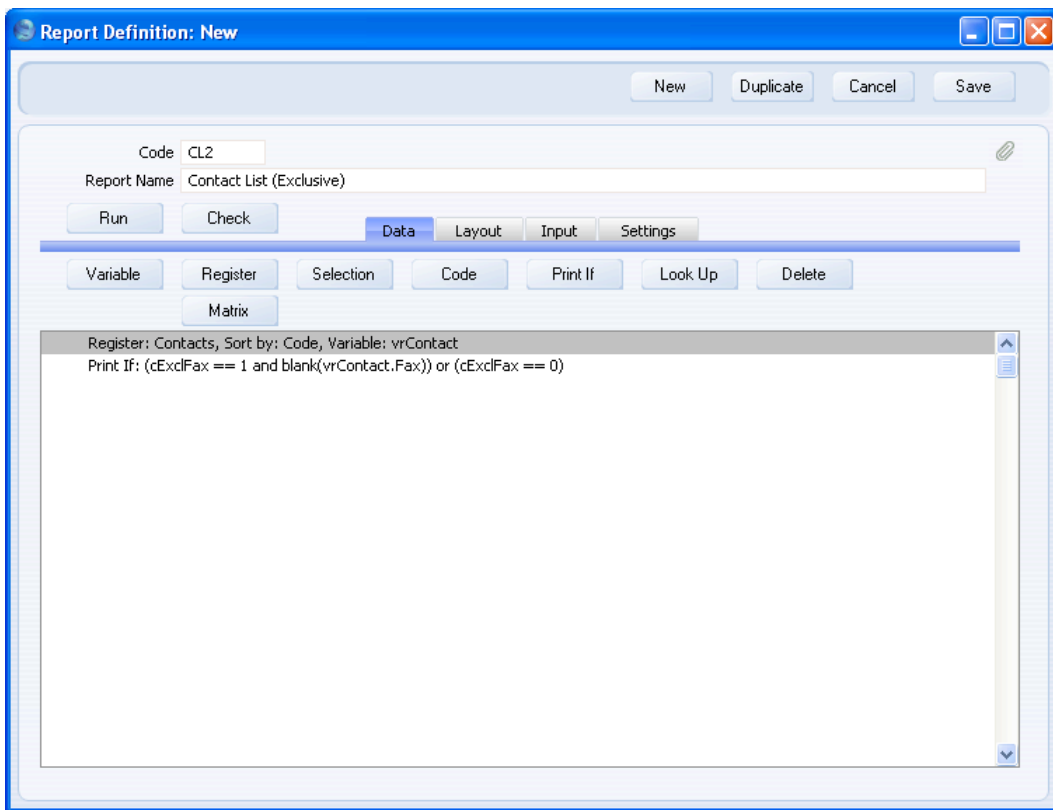 Report Definition: New
New Duplicate Cancel Save
Code CL2
Report Name Contact List (Exclusive)
Run Check Data Layout Input Settings
Variable Register Selection Code Print If Look Up Delete
Matrix
Register: Contacts, Sort by: Code, Variable: vrContact
Print If: (cExclFax == 1 and blank(vrContact.Fax)) or (cExclFax == 0)